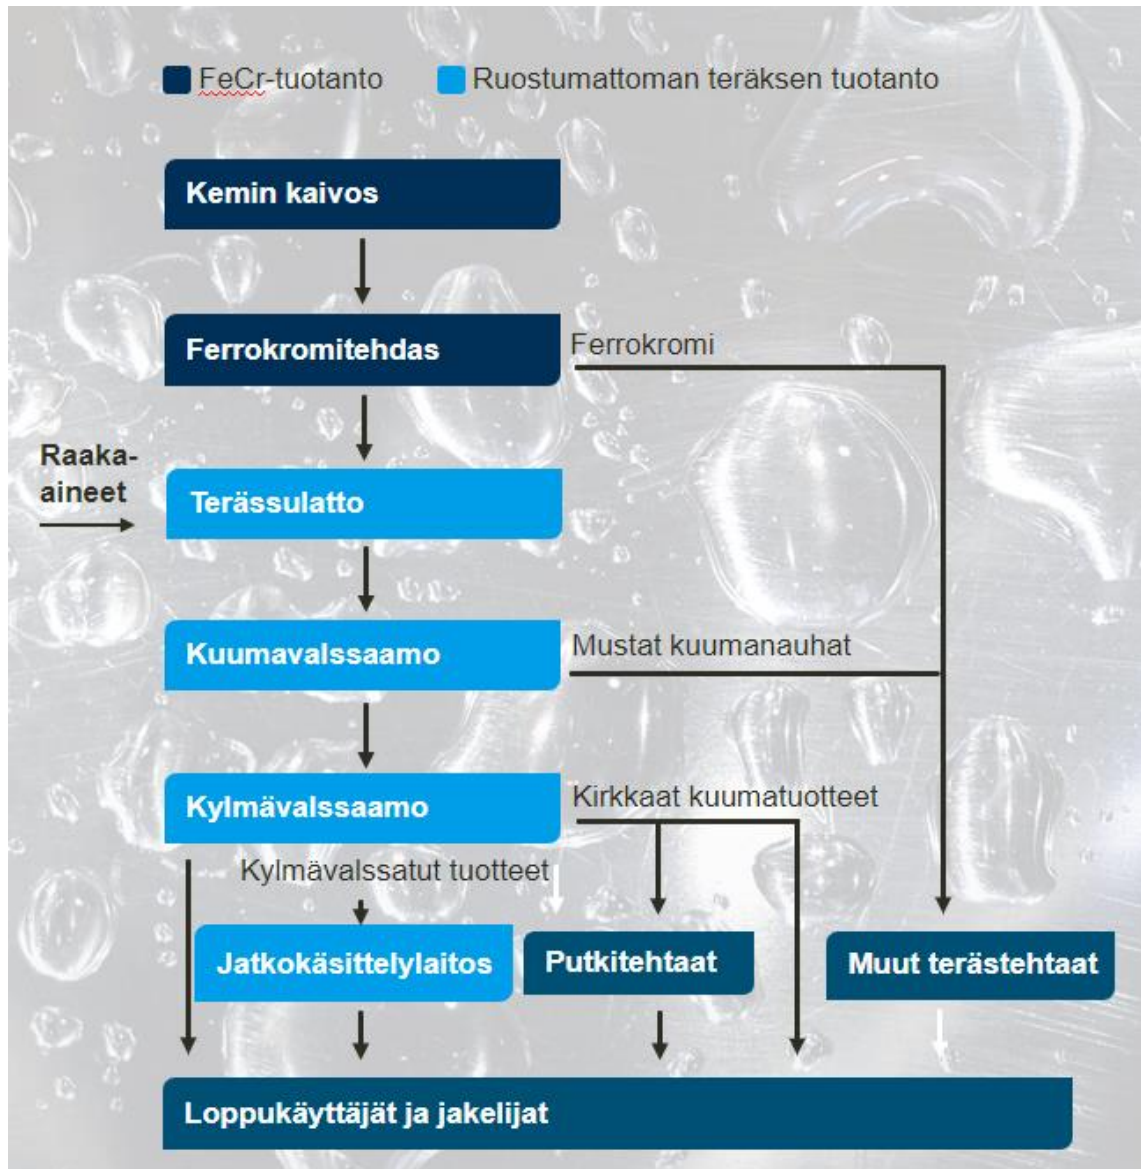 FeCr-tuotanto
Ruostumattoman teräksen tuotanto
Kemin kaivos
Ferrokromitehdas
Ferrokromi
Raaka-
aineet
Terässulatto
Kuumavalssaamo
Mustat kuumanauhat
Kylmävalssaamo
Kirkkaat kuumatuotteet
Kylmävalssatut tuotteet
Jatkokäsittelylaitos
Putkitehtaat
Muut terästehtaat
Loppukäyttäjät ja jakelijat